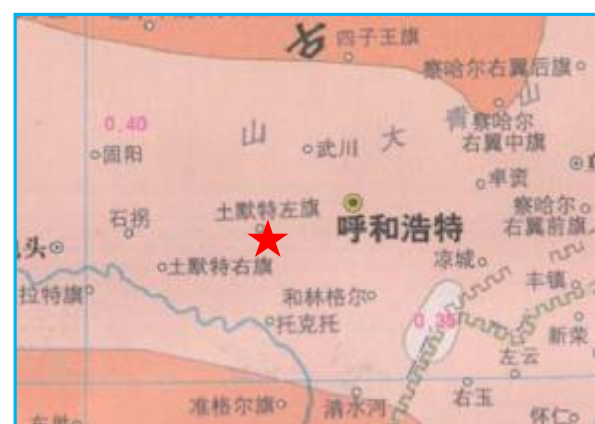 四子王旗
察哈尔右翼后旗
山
0.40
青
察哈尔
右翼中旗
山
大
武川
固阳
卓资
土默特左旗
察哈尔
右翼前旗
石拐
呼和浩特
头
凉城
土默特右旗
丰镇
拉特旗
和林格尔
托克托
0.35
新荣
左云
准格尔旗
清水河
右玉
怀仁